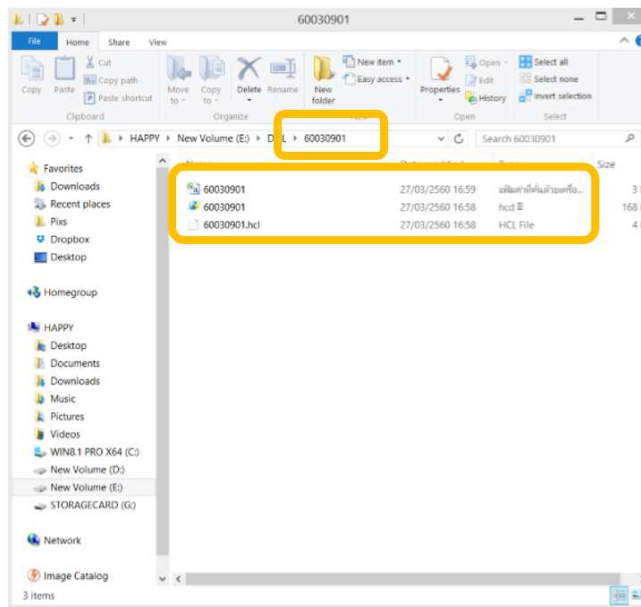 60030901
File Home Share View
Copy
Paste
Cut
Copy path
Paste shortcut
Move to
Copy to
Delete
Rename
New folder
New item
Easy access
Properties
Open
Edit
History
Select all
Select none
Invert selection
Clipboard Organize Open Select
HAPPY New Volume (E:) 60030901 Search 60030901
Size
Favorites
Downloads
Recent places
Pixs
Dropbox
Desktop
Homegroup
HAPPY
Desktop
Documents
Downloads
Music
Pictures
Videos
WIN8.1 PRO X64 (C:)
New Volume (D:)
New Volume (E:)
STORAGECARD (G:)
Network
Image Catalog
60030901 27/03/2560 16:59 3
60030901 27/03/2560 16:58 hcd 168
60030901.hcl 27/03/2560 16:58 HCL File 4
3 items